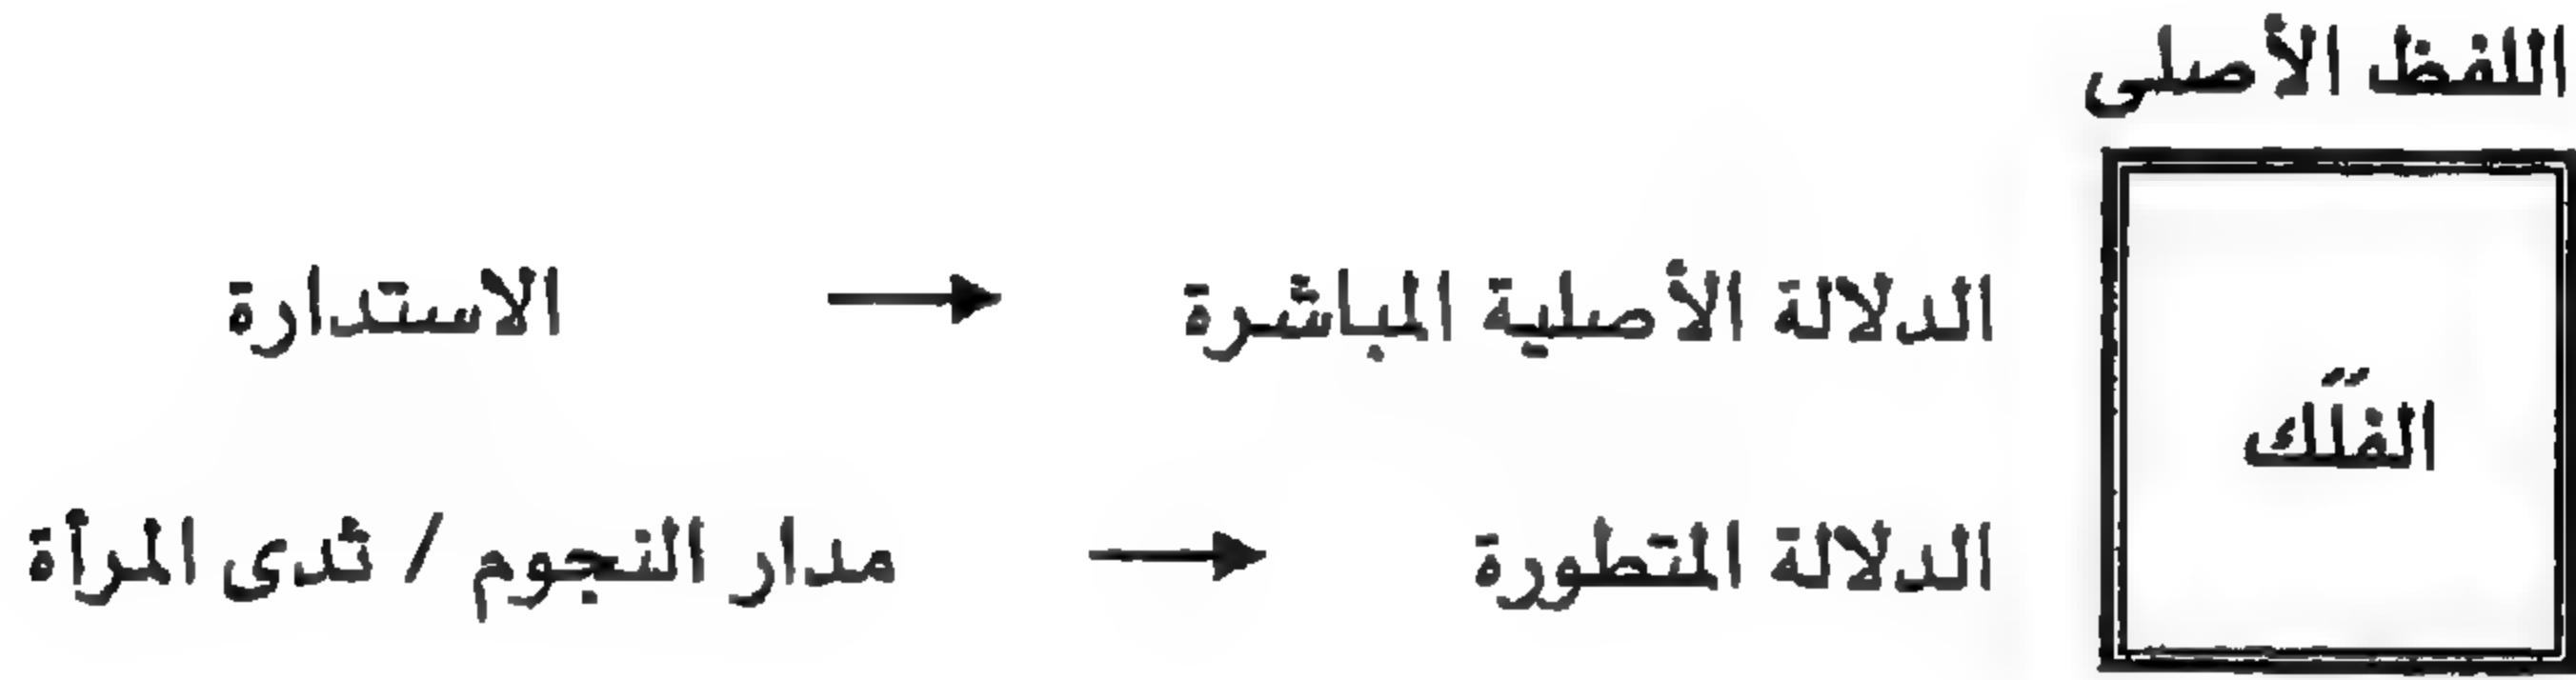 اللفظ الأصلى
الدلالة الأصلية المباشرة → الاستدارة
الفَلَك
الدلالة المتطورة → مدار النجوم / ثدى المرأة